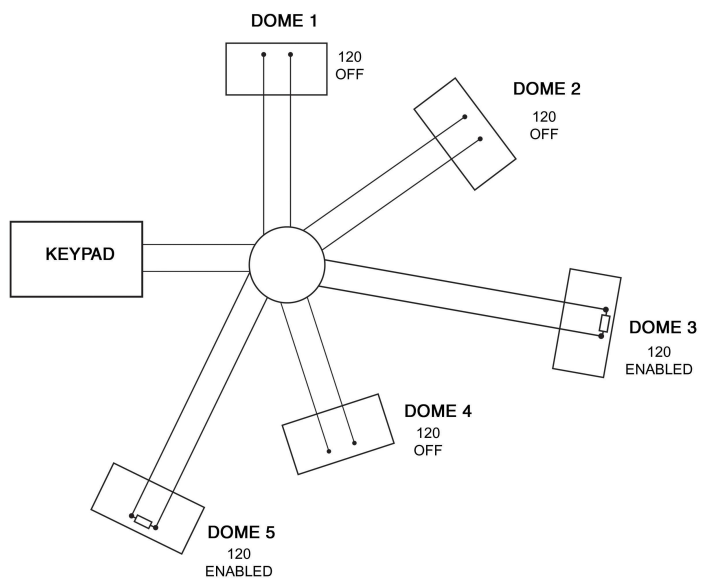 DOME 1
120
OFF
DOME 2
120
OFF
KEYPAD
DOME 3
120
ENABLED
DOME 4
120
OFF
DOME 5
120
ENABLED